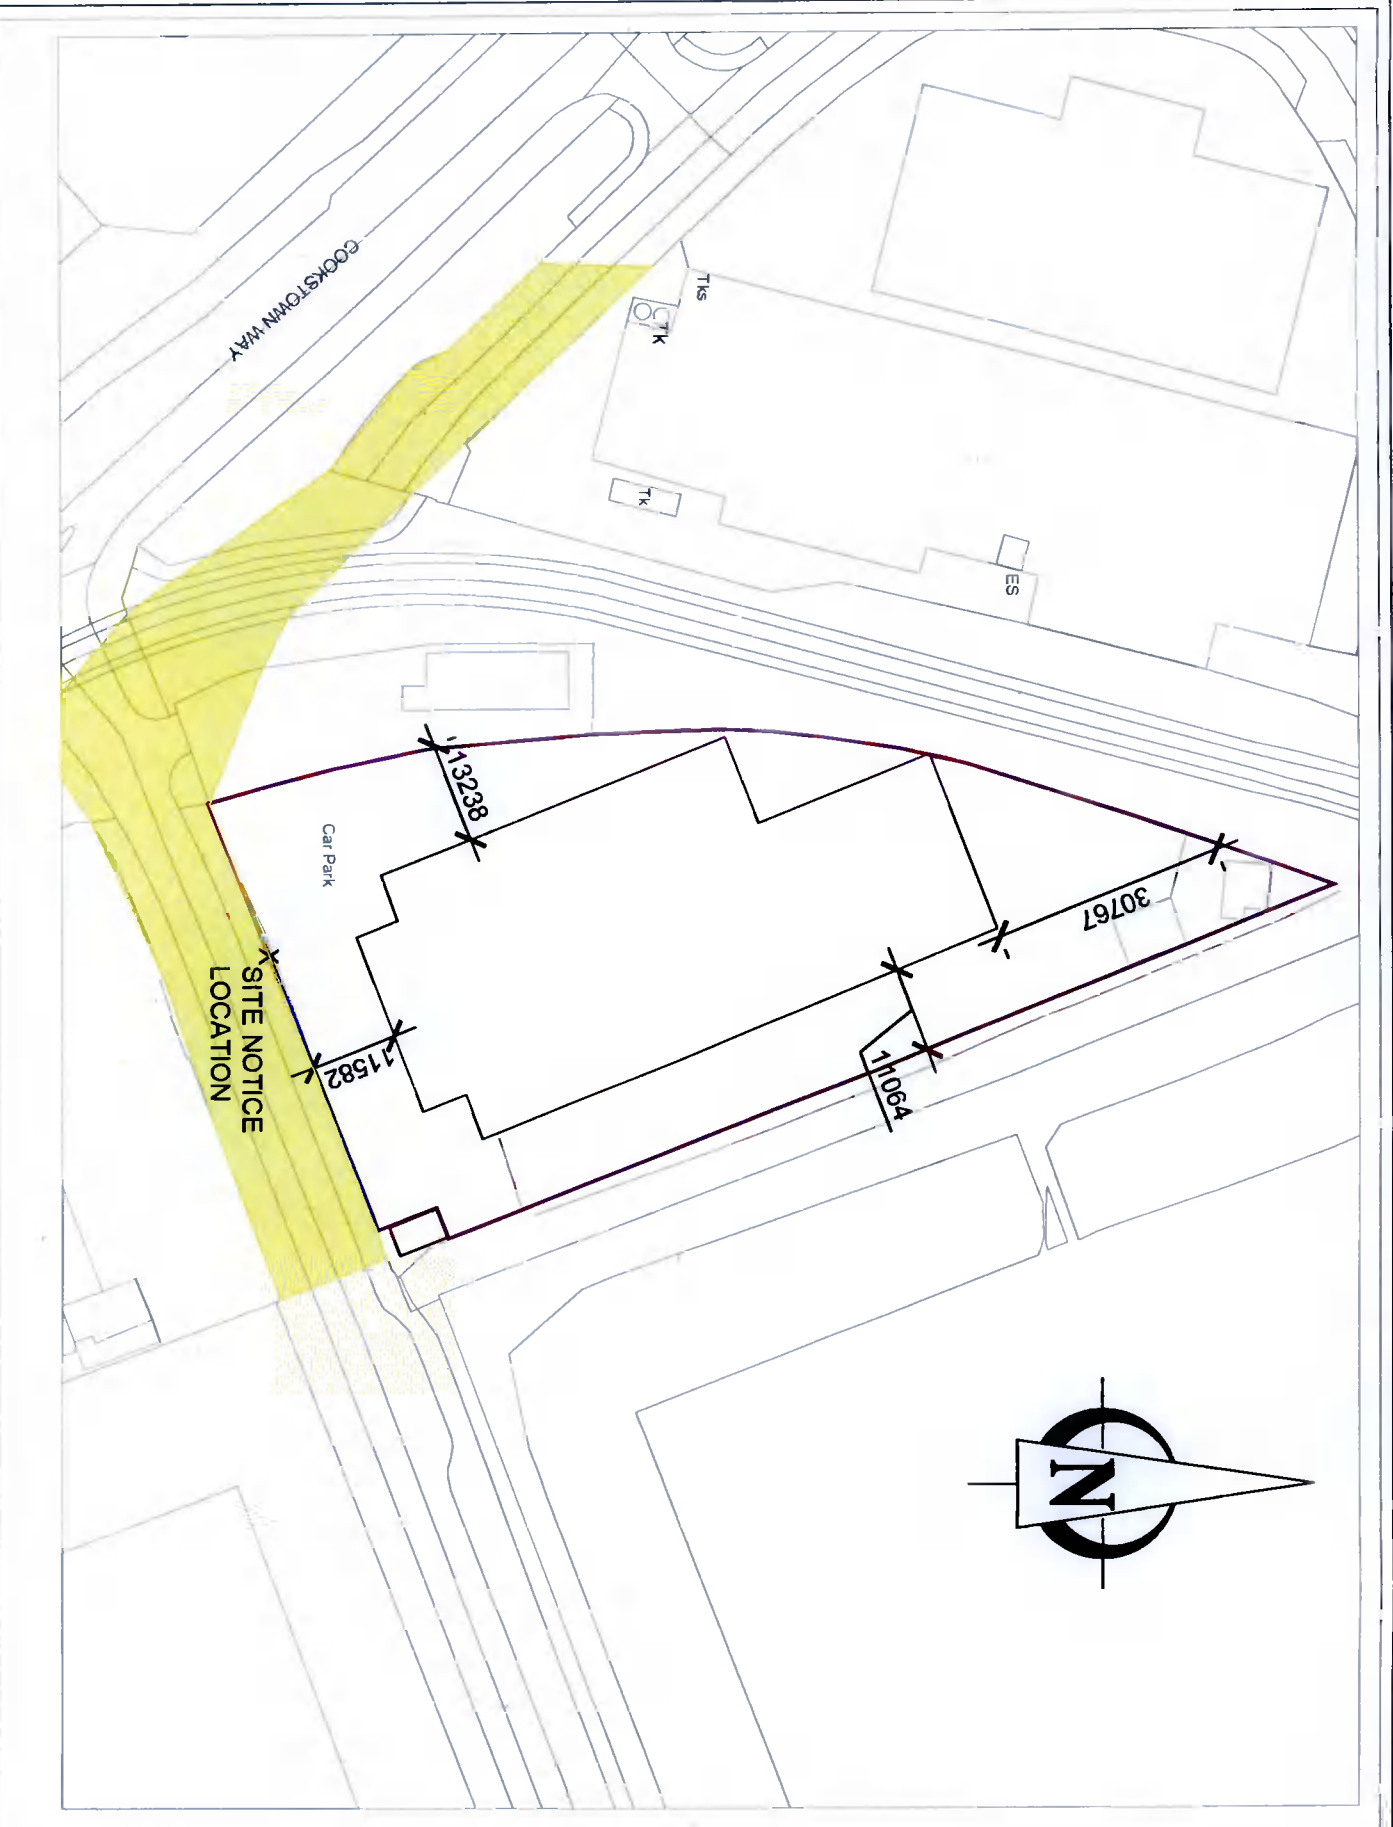 COOKSTOWN WAY
Tks
Tk
Tk
ES
13238
Car Park
30767
SITE NOTICE
LOCATION
11582
11064
N